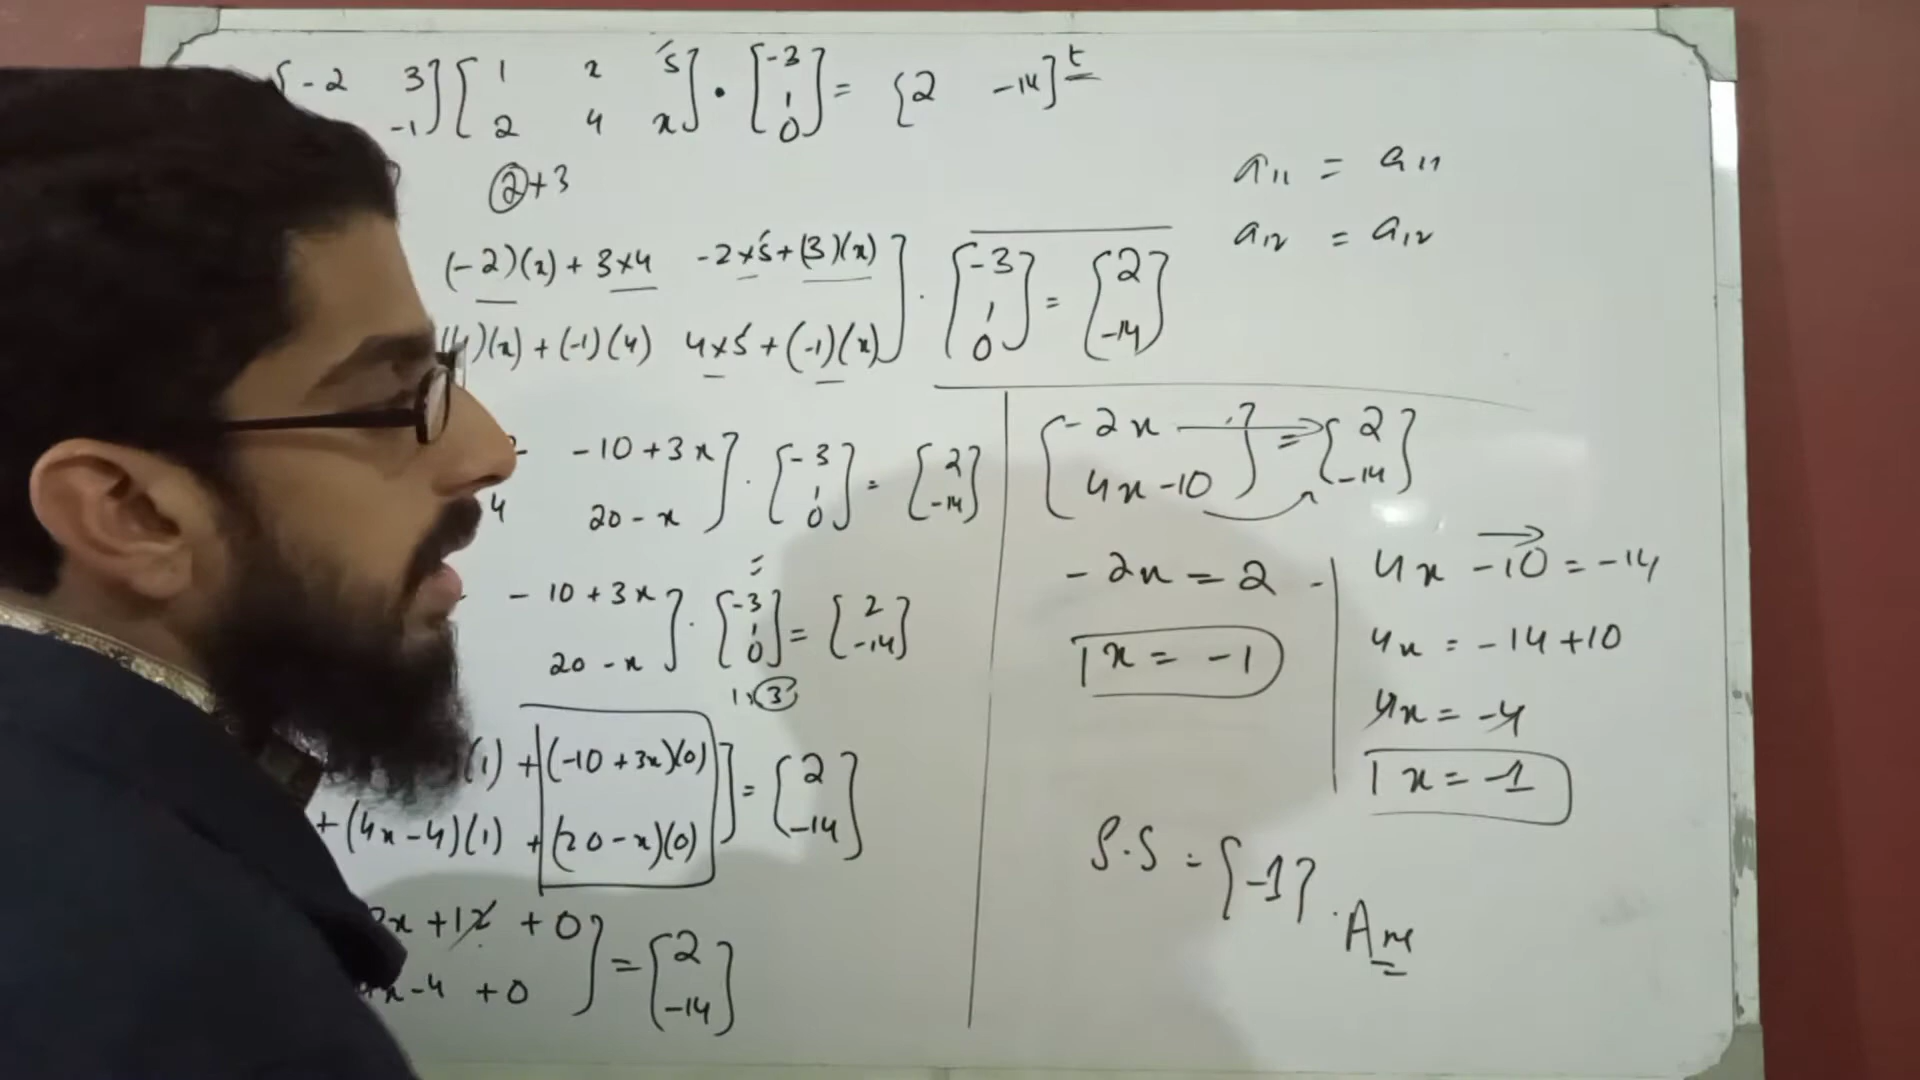 [-2 3] [1 x 5] . [-3] = [2 -14]^t
-1] [2 4 x] [1]
[0]
② + 3
a₁₁ = a₁₁
a₁₂ = a₁₂
(-2)(x) + 3×4 -2×5 + (3)(x)] . [-3] = [2]
(4)(x) + (-1)(4) 4×5 + (-1)(x)] [1] [-14]
[0]
-10 + 3x] . [-3] = [2]
4 20 - x] [1] [-14]
[0]
=
- 10 + 3x] . [-3] = [2]
20 - x] [1] [-14]
[0]
1×③
(1) + (-10 + 3x)(0)] = [2]
+ (4x-4)(1) + (20-x)(0)] [-14]
2x + 12 + 0] = [2]
4x - 4 + 0] [-14]
[-2x] = [2]
[4x - 10] [-14]
- 2x = 2
x = -1
4x - 10 = -14
4x = -14 + 10
4x = -4
x = -1
S.S = {-1}. Ans